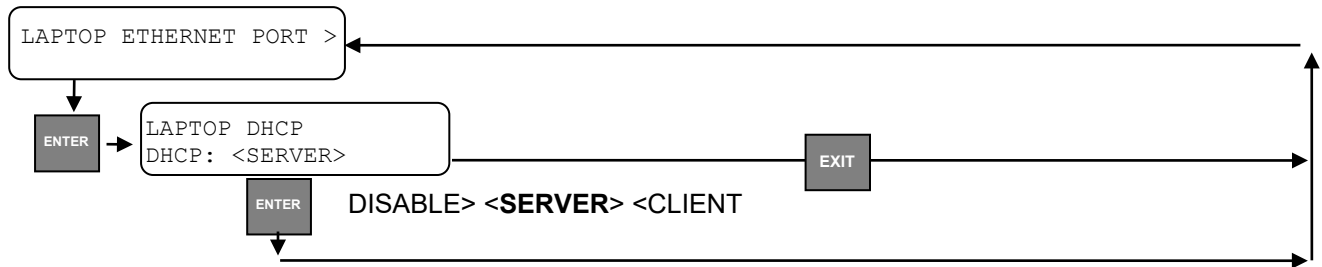 LAPTOP ETHERNET PORT >
ENTER
LAPTOP DHCP
DHCP: <SERVER>
EXIT
ENTER
DISABLE> <SERVER> <CLIENT